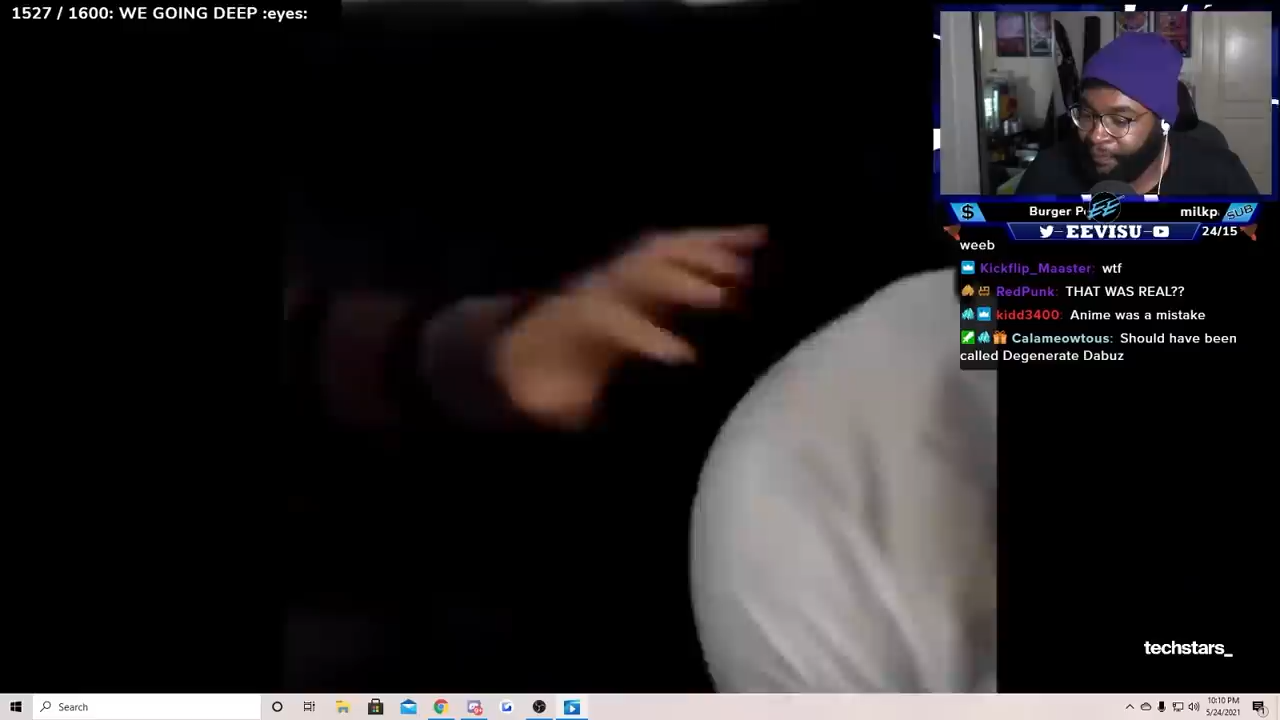 1527 / 1600: WE GOING DEEP :eyes:
$
Burger P
milkp
SUB
EE
EEVISU
24/15
weeb
Kickflip_Maaster: wtf
RedPunk: THAT WAS REAL??
kidd3400: Anime was a mistake
Calameowtous: Should have been
called Degenerate Dabuz
techstars_
Search
10:10 PM
5/24/2021